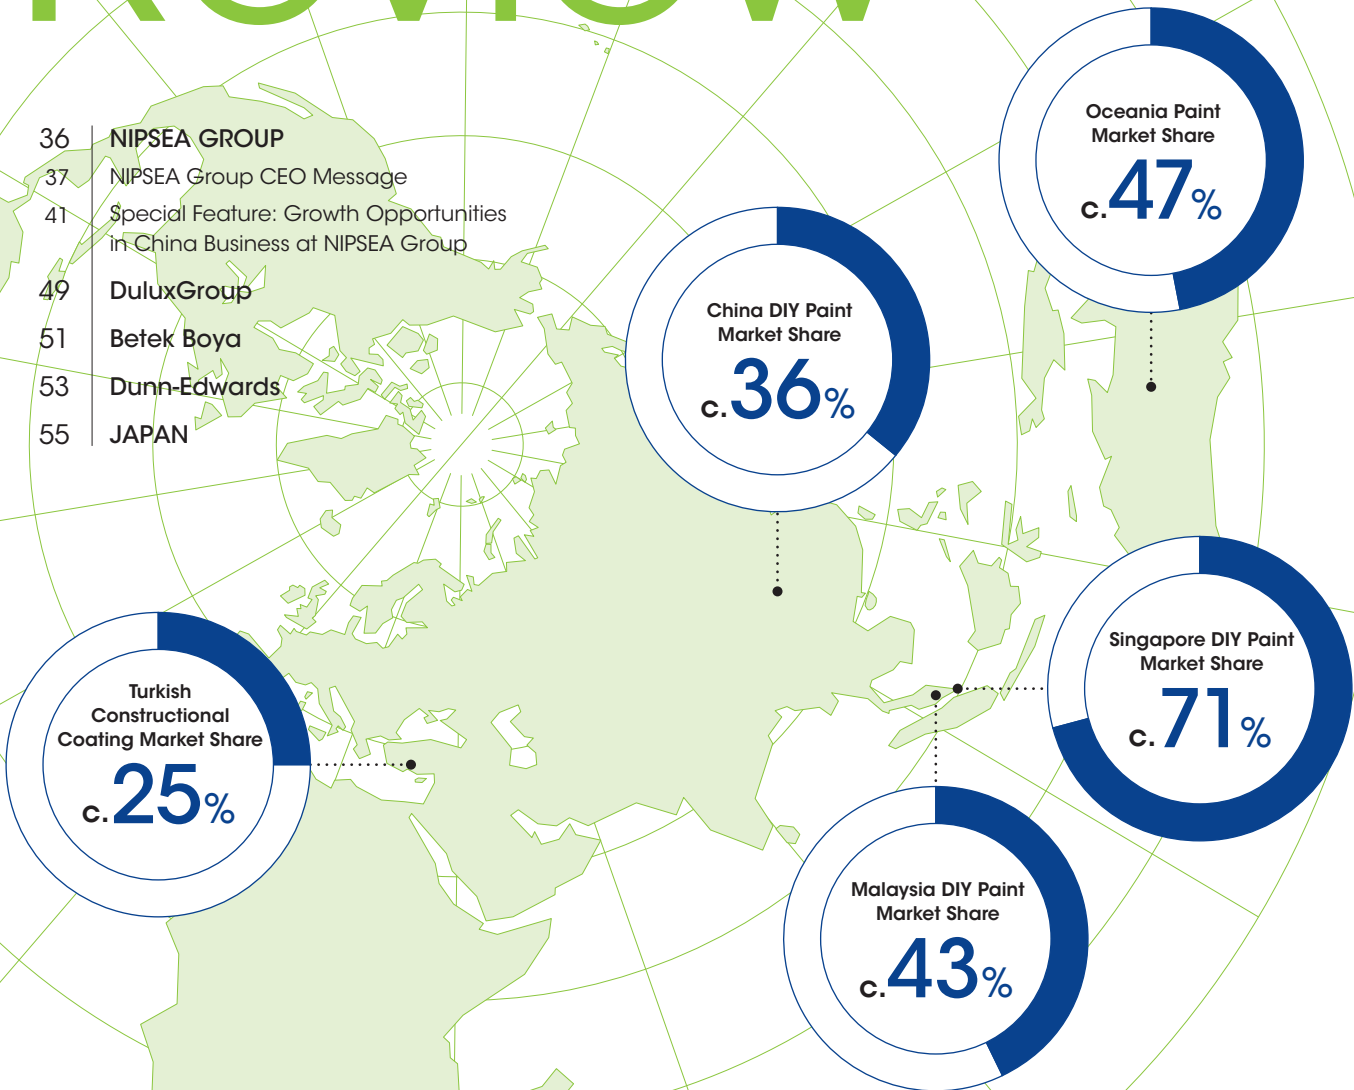 36 NIPSEA GROUP
37 NIPSEA Group CEO Message
41 Special Feature: Growth Opportunities
in China Business at NIPSEA Group
49 DuluxGroup
51 Betek Boya
53 Dunn-Edwards
55 JAPAN
Oceania Paint
Market Share
c.47%
China DIY Paint
Market Share
c.36%
Singapore DIY Paint
Market Share
c.71%
Turkish
Constructional
Coating Market Share
c.25%
Malaysia DIY Paint
Market Share
c.43%